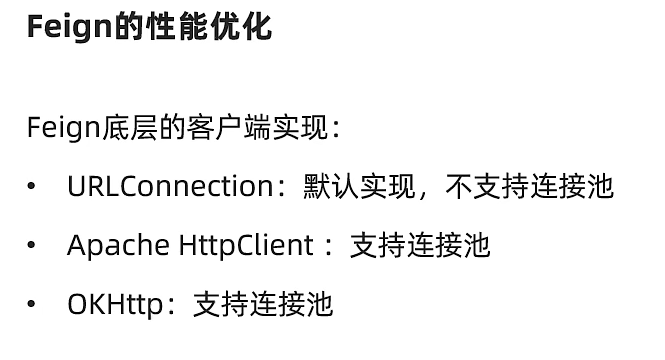 Feign的性能优化
Feign底层的客户端实现：
• URLConnection：默认实现，不支持连接池
• Apache HttpClient ：支持连接池
• OKHttp：支持连接池